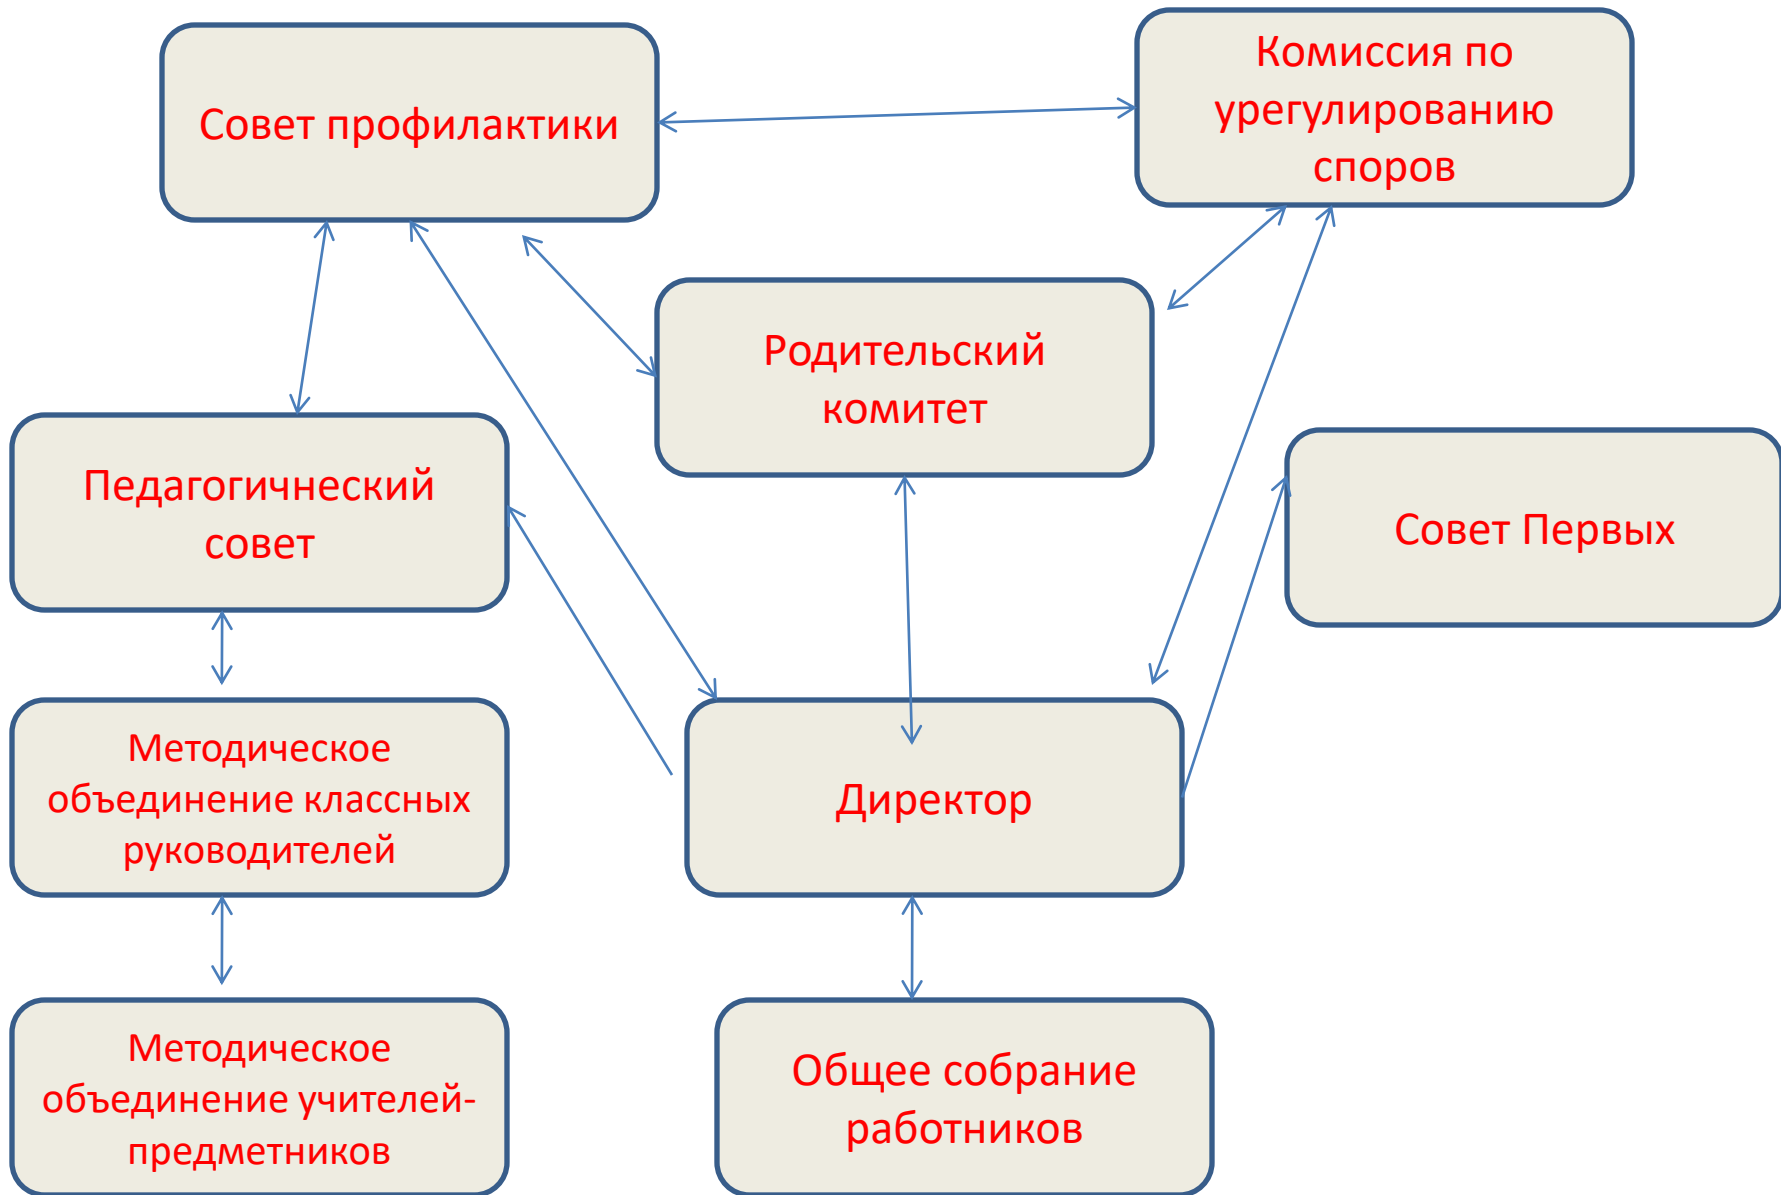 Совет профилактики
Комиссия по
урегулированию
споров
Родительский
комитет
Педагогичнеский
совет
Совет Первых
Методическое
объединение классных
руководителей
Директор
Методическое
объединение учителей-
предметников
Общее собрание
работников